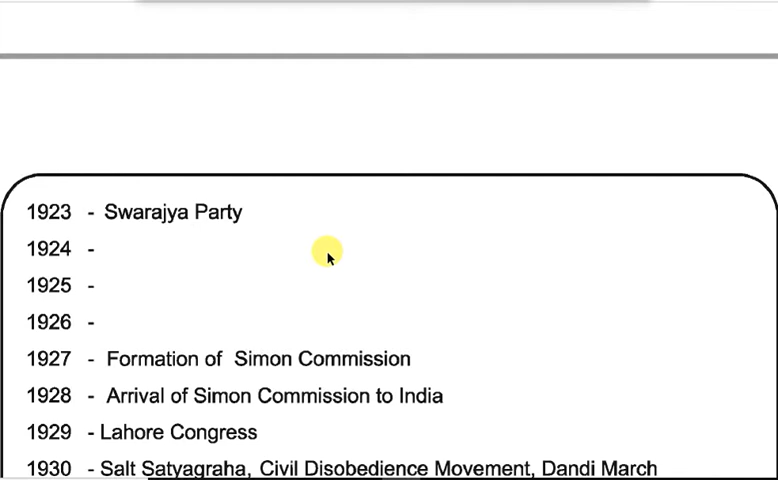 1923 - Swarajya Party
1924 -
1925 -
1926 -
1927 - Formation of Simon Commission
1928 - Arrival of Simon Commission to India
1929 - Lahore Congress
1930 - Salt Satyagraha, Civil Disobedience Movement, Dandi March